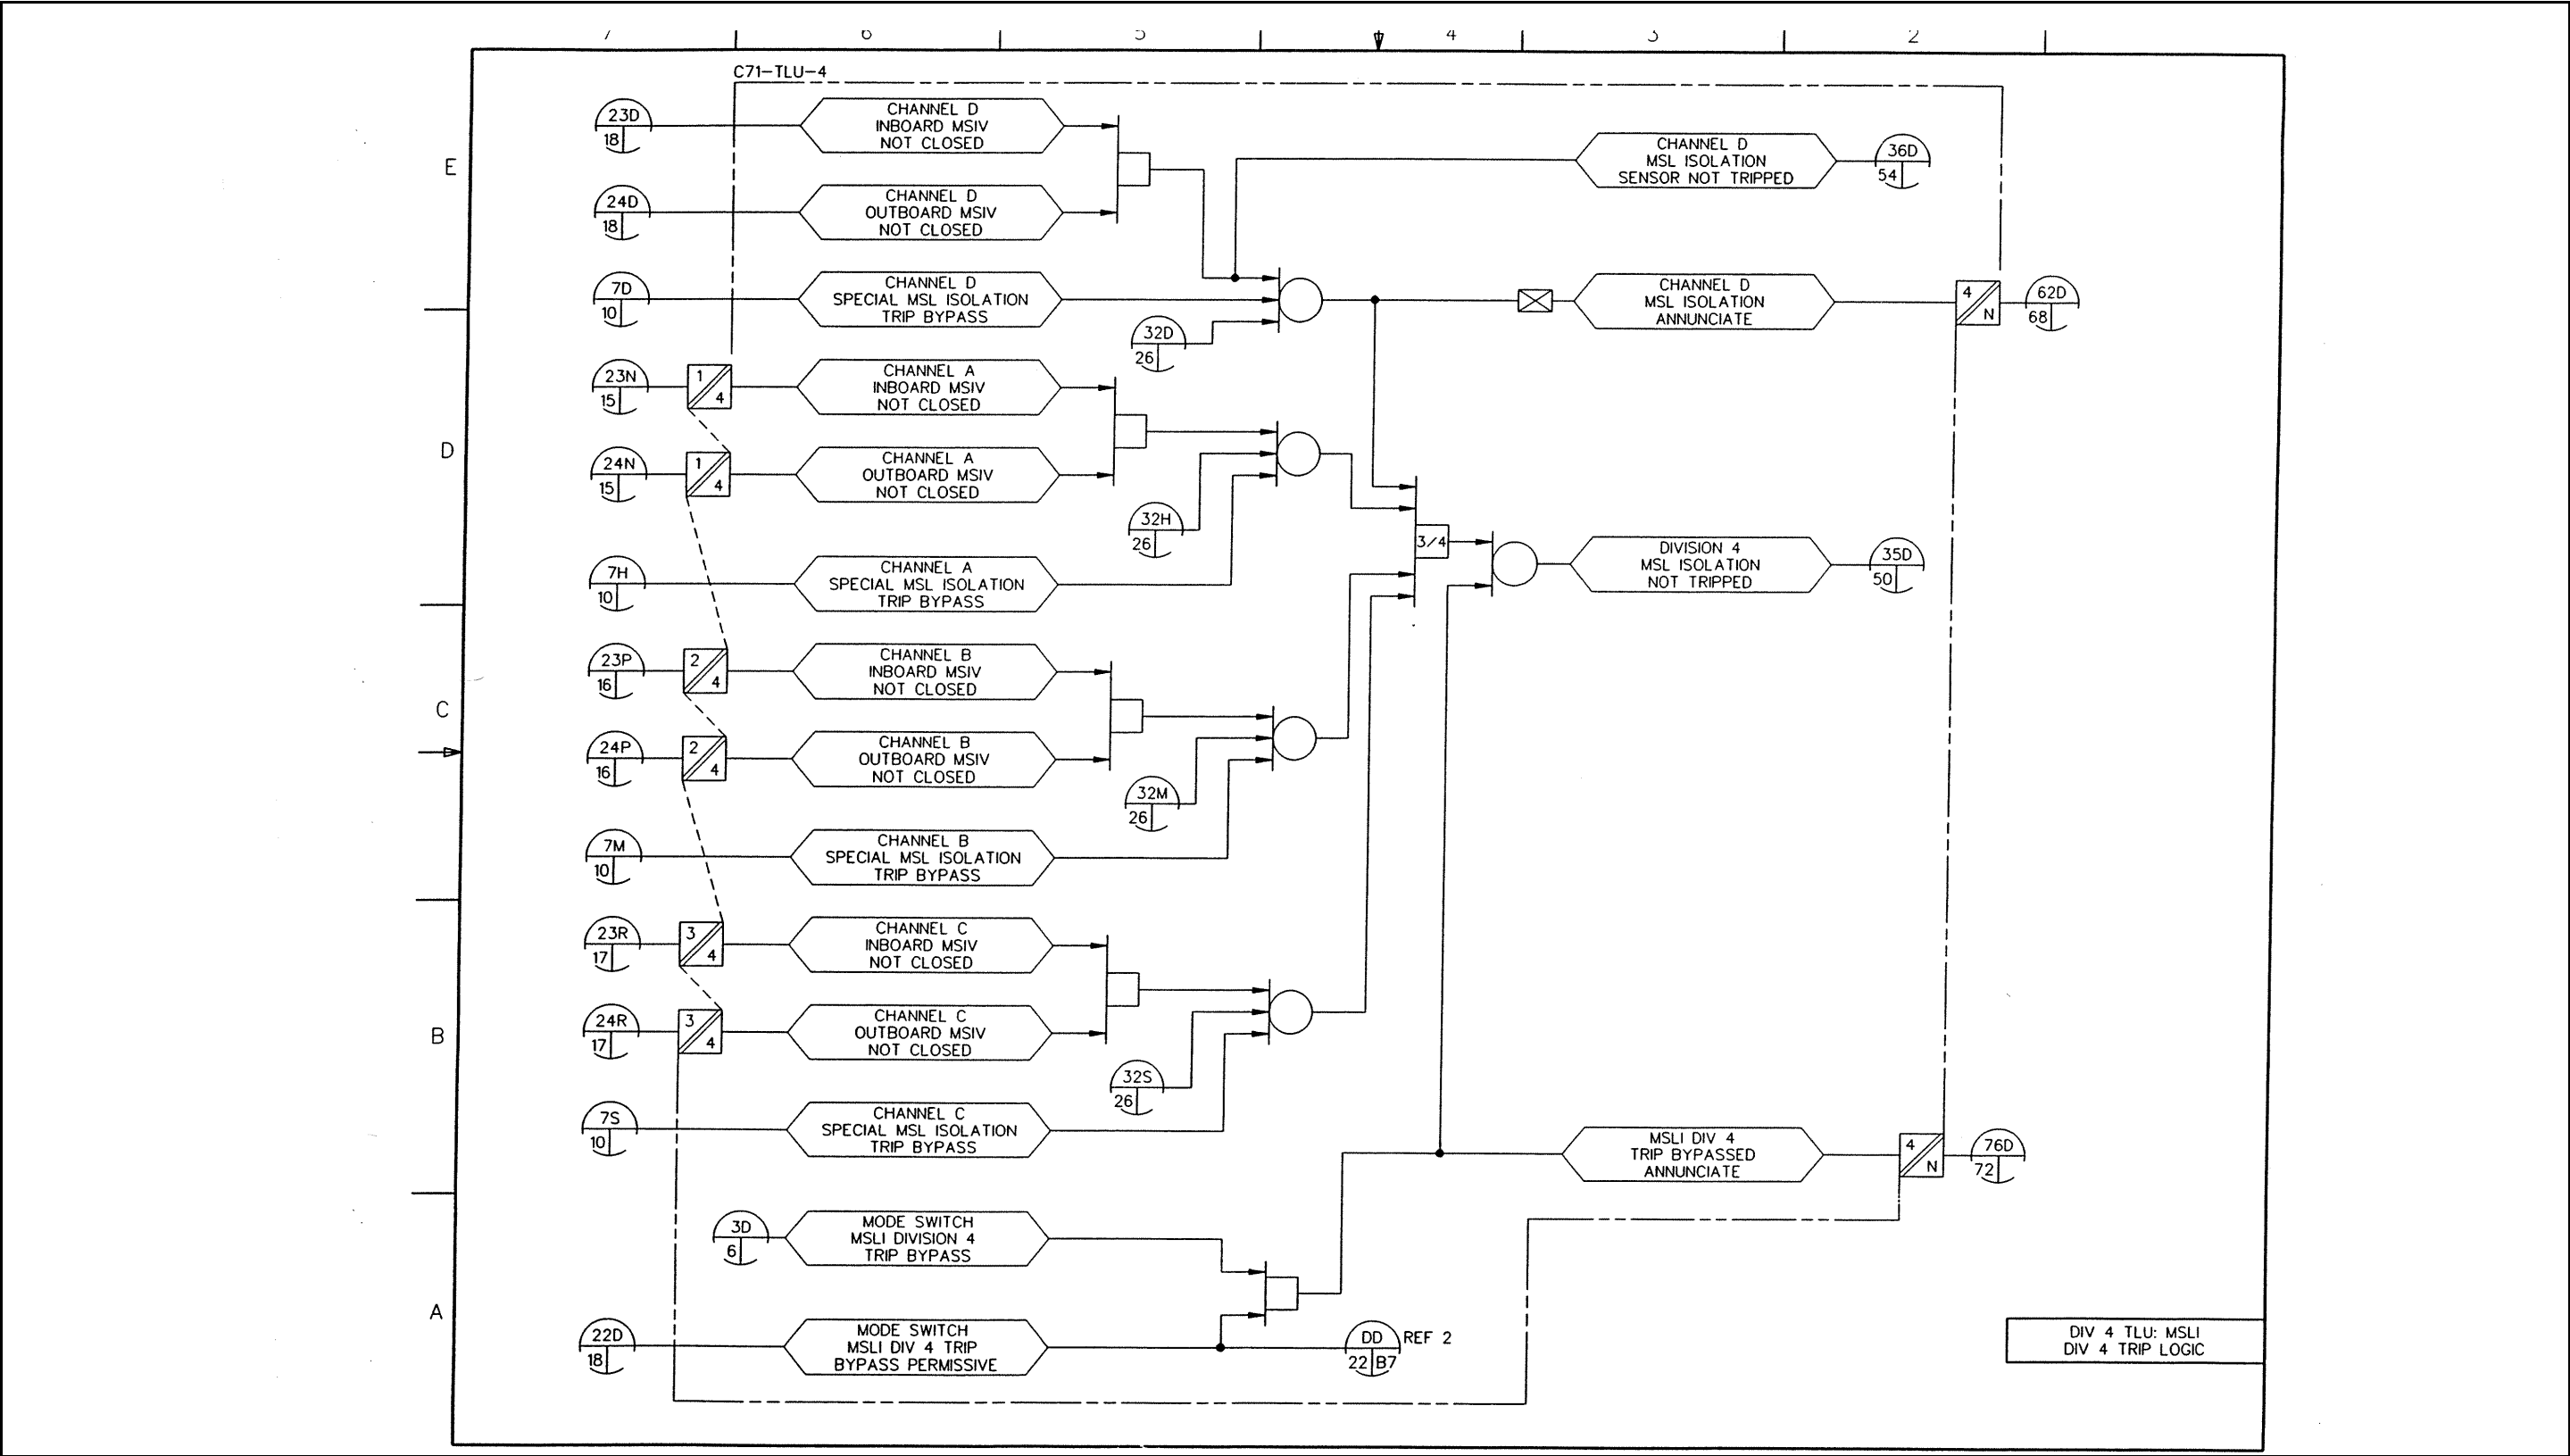 7 6 5 4 3 2
C71-TLU-4
E
D
C
B
A
23D
18
CHANNEL D
INBOARD MSIV
NOT CLOSED
24D
18
CHANNEL D
OUTBOARD MSIV
NOT CLOSED
CHANNEL D
MSL ISOLATION
SENSOR NOT TRIPPED
36D
54
7D
10
CHANNEL D
SPECIAL MSL ISOLATION
TRIP BYPASS
32D
26
CHANNEL D
MSL ISOLATION
ANNUNCIATE
4
N
62D
68
23N
15
1
4
CHANNEL A
INBOARD MSIV
NOT CLOSED
24N
15
1
4
CHANNEL A
OUTBOARD MSIV
NOT CLOSED
32H
26
7H
10
CHANNEL A
SPECIAL MSL ISOLATION
TRIP BYPASS
3/4
DIVISION 4
MSL ISOLATION
NOT TRIPPED
35D
50
23P
16
2
4
CHANNEL B
INBOARD MSIV
NOT CLOSED
24P
16
2
4
CHANNEL B
OUTBOARD MSIV
NOT CLOSED
32M
26
7M
10
CHANNEL B
SPECIAL MSL ISOLATION
TRIP BYPASS
23R
17
3
4
CHANNEL C
INBOARD MSIV
NOT CLOSED
24R
17
3
4
CHANNEL C
OUTBOARD MSIV
NOT CLOSED
32S
26
7S
10
CHANNEL C
SPECIAL MSL ISOLATION
TRIP BYPASS
MSLI DIV 4
TRIP BYPASSED
ANNUNCIATE
4
N
76D
72
3D
6
MODE SWITCH
MSLI DIVISION 4
TRIP BYPASS
22D
18
MODE SWITCH
MSLI DIV 4 TRIP
BYPASS PERMISSIVE
DD
22 B7
REF 2
DIV 4 TLU: MSLI
DIV 4 TRIP LOGIC